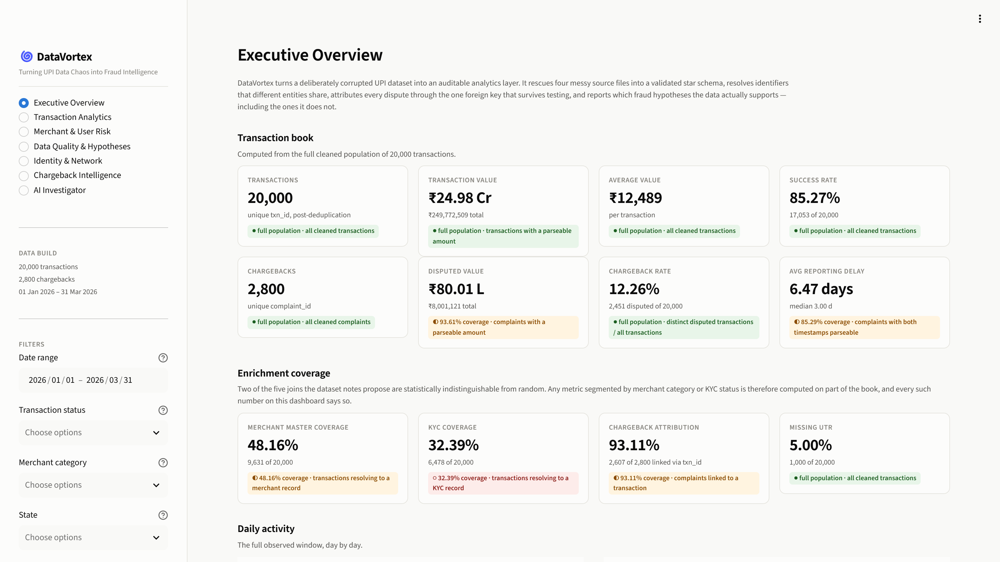 DataVortex
Turning UPI Data Chaos into Fraud Intelligence
Executive Overview
Transaction Analytics
Merchant & User Risk
Data Quality & Hypotheses
Identity & Network
Chargeback Intelligence
AI Investigator
DATA BUILD
20,000 transactions
2,800 chargebacks
01 Jan 2026 – 31 Mar 2026
FILTERS
Date range
2026/01/01 – 2026/03/31
Transaction status
Choose options
Merchant category
Choose options
State
Choose options
Executive Overview
DataVortex turns a deliberately corrupted UPI dataset into an auditable analytics layer. It rescues four messy source files into a validated star schema, resolves identifiers
that different entities share, attributes every dispute through the one foreign key that survives testing, and reports which fraud hypotheses the data actually supports —
including the ones it does not.
Transaction book
Computed from the full cleaned population of 20,000 transactions.
TRANSACTIONS
20,000
unique txn_id, post-deduplication
● full population · all cleaned transactions
TRANSACTION VALUE
₹24.98 Cr
₹249,772,509 total
● full population · transactions with a parseable
amount
AVERAGE VALUE
₹12,489
per transaction
● full population · all cleaned transactions
SUCCESS RATE
85.27%
17,053 of 20,000
● full population · all cleaned transactions
CHARGEBACKS
2,800
unique complaint_id
● full population · all cleaned complaints
DISPUTED VALUE
₹80.01 L
₹8,001,121 total
◐ 93.61% coverage · complaints with a
parseable amount
CHARGEBACK RATE
12.26%
2,451 disputed of 20,000
● full population · distinct disputed transactions
/ all transactions
AVG REPORTING DELAY
6.47 days
median 3.00 d
◐ 85.29% coverage · complaints with both
timestamps parseable
Enrichment coverage
Two of the five joins the dataset notes propose are statistically indistinguishable from random. Any metric segmented by merchant category or KYC status is therefore computed on part of the book, and every such
number on this dashboard says so.
MERCHANT MASTER COVERAGE
48.16%
9,631 of 20,000
◐ 48.16% coverage · transactions resolving to a
merchant record
KYC COVERAGE
32.39%
6,478 of 20,000
○ 32.39% coverage · transactions resolving to a
KYC record
CHARGEBACK ATTRIBUTION
93.11%
2,607 of 2,800 linked via txn_id
◐ 93.11% coverage · complaints linked to a
transaction
MISSING UTR
5.00%
1,000 of 20,000
● full population · all cleaned transactions
Daily activity
The full observed window, day by day.